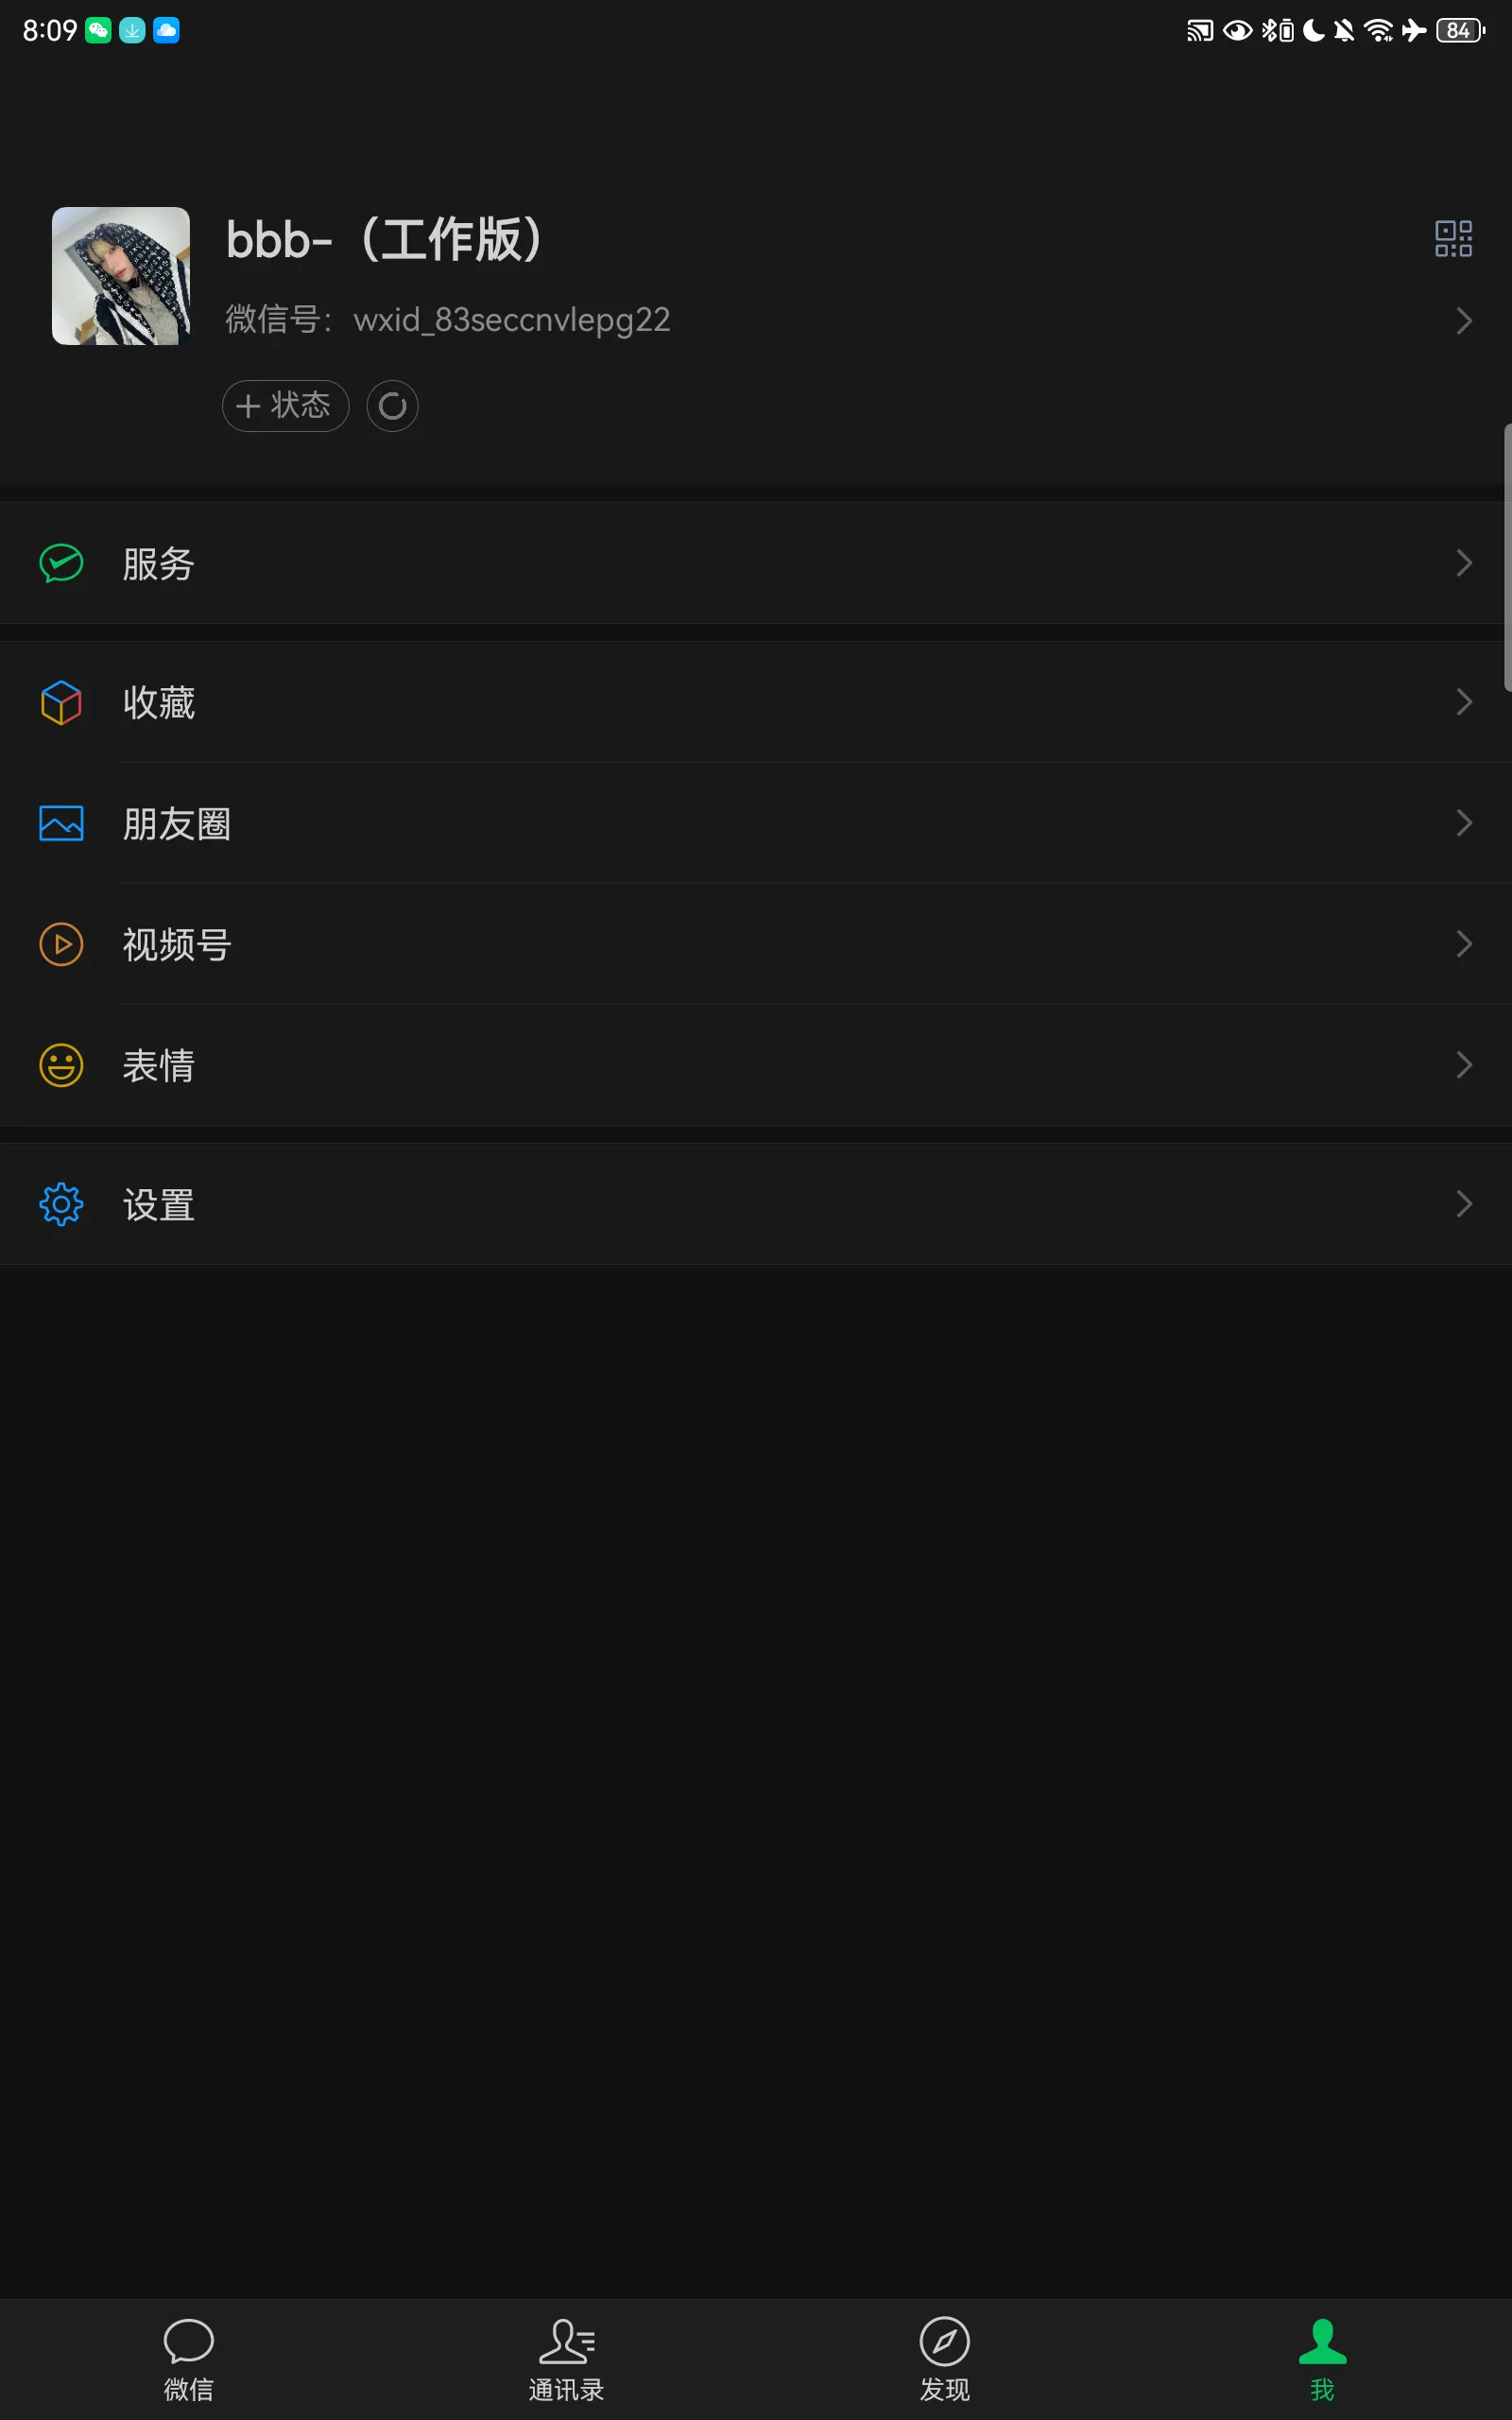 8:09
84
bbb-（工作版）
微信号：wxid_83seccnvlepg22
状态
服务
收藏
朋友圈
视频号
表情
设置
微信
通讯录
发现
我